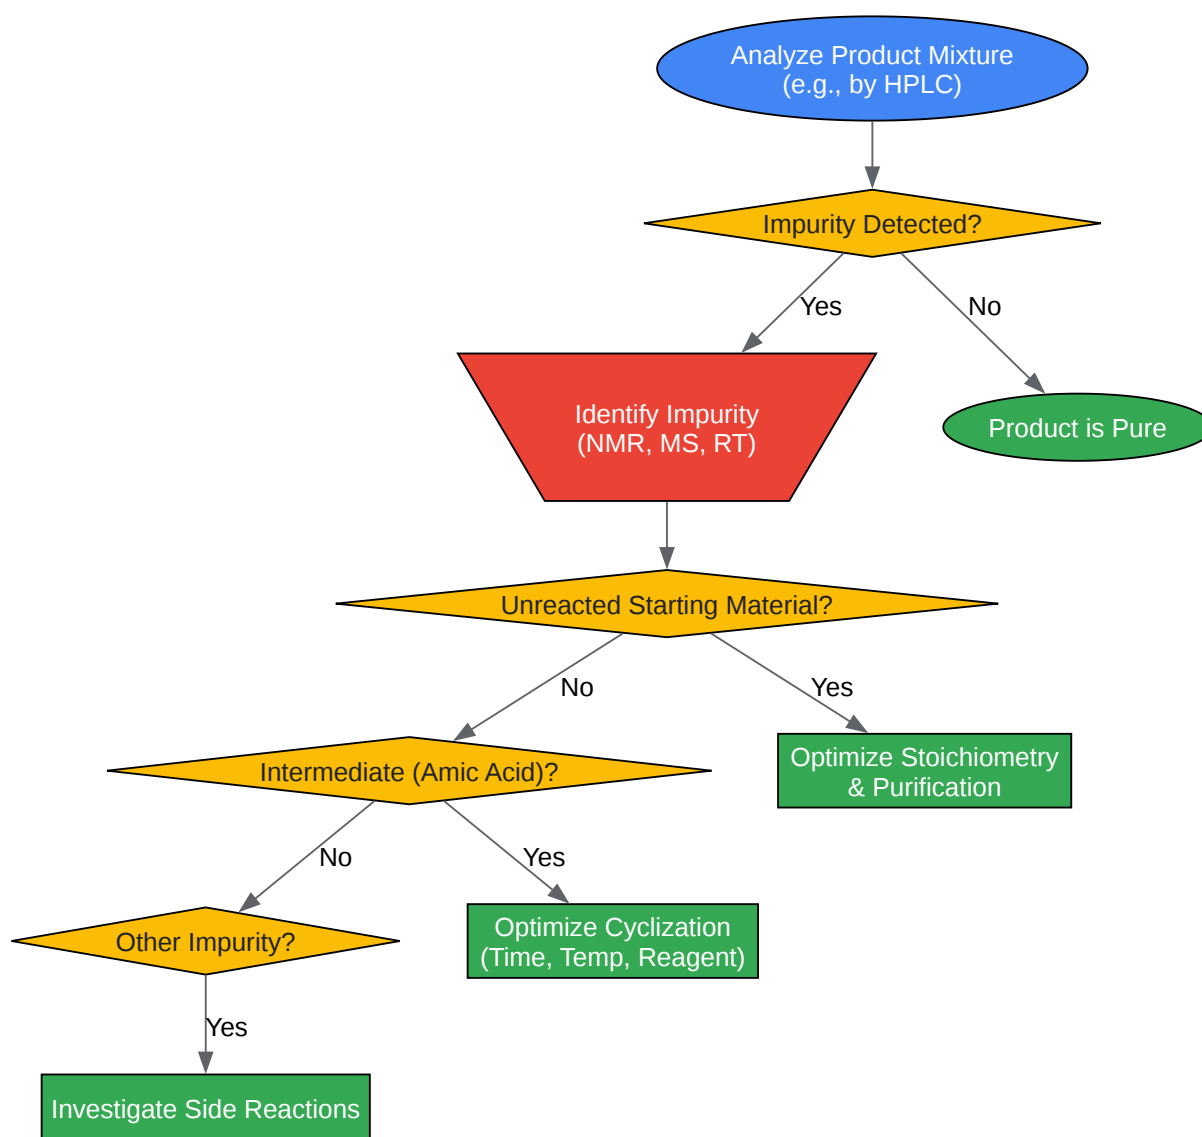 Analyze Product Mixture
(e.g., by HPLC)
Impurity Detected?
Yes
No
Identify Impurity
(NMR, MS, RT)
Product is Pure
Unreacted Starting Material?
No
Yes
Intermediate (Amic Acid)?
Optimize Stoichiometry
& Purification
No
Yes
Other Impurity?
Optimize Cyclization
(Time, Temp, Reagent)
Yes
Investigate Side Reactions